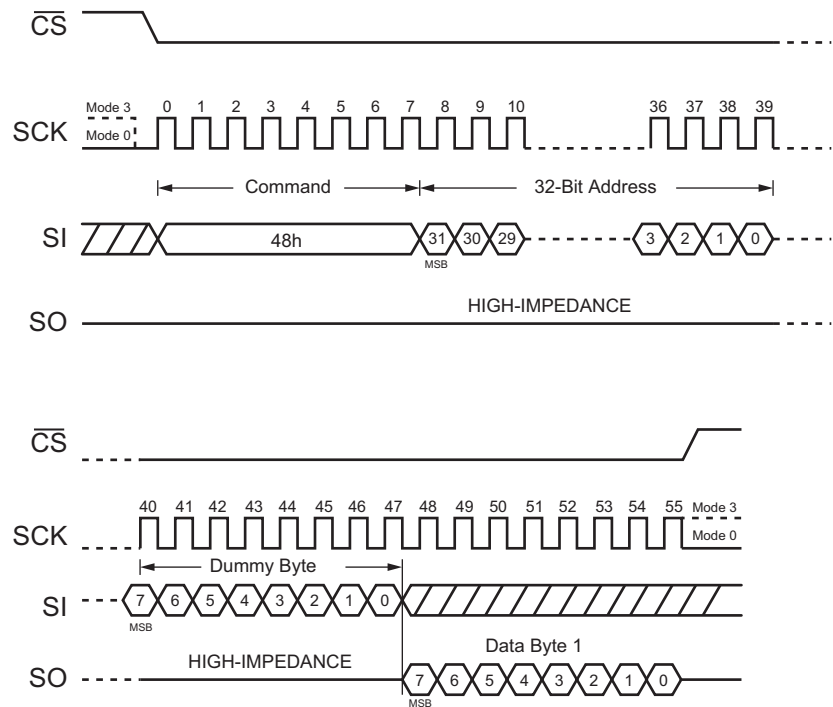 CS
Mode 3
0 1 2 3 4 5 6 7 8 9 10 36 37 38 39
SCK
Mode 0
Command
32-Bit Address
SI
48h
31 30 29 3 2 1 0
MSB
HIGH-IMPEDANCE
SO
CS
40 41 42 43 44 45 46 47 48 49 50 51 52 53 54 55 Mode 3
SCK
Mode 0
Dummy Byte
SI
7 6 5 4 3 2 1 0
MSB
Data Byte 1
HIGH-IMPEDANCE
SO
7 6 5 4 3 2 1 0
MSB